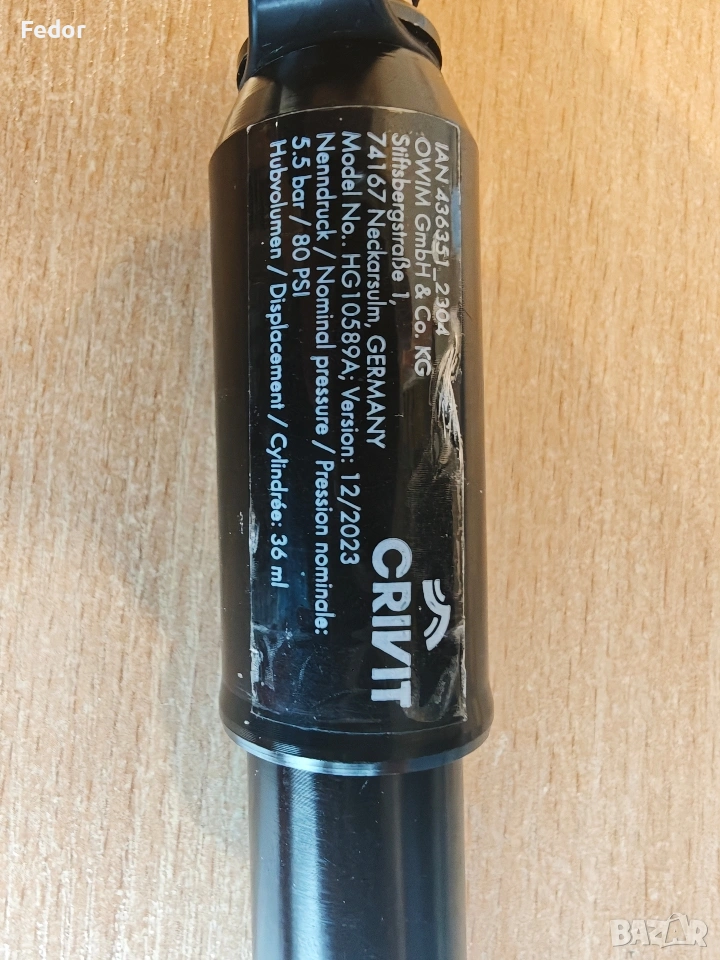 Fedor
IAN 436351_2304
OWIM GmbH & Co. KG
Stiftsbergstraße 1,
74167 Neckarsulm, GERMANY
Model No.: HG10589A; Version: 12/2023
Nenndruck / Nominal pressure / Pression nominale:
5.5 bar / 80 PSI
Hubvolumen / Displacement / Cylindrée: 36 ml
CRIVIT
BAZAR